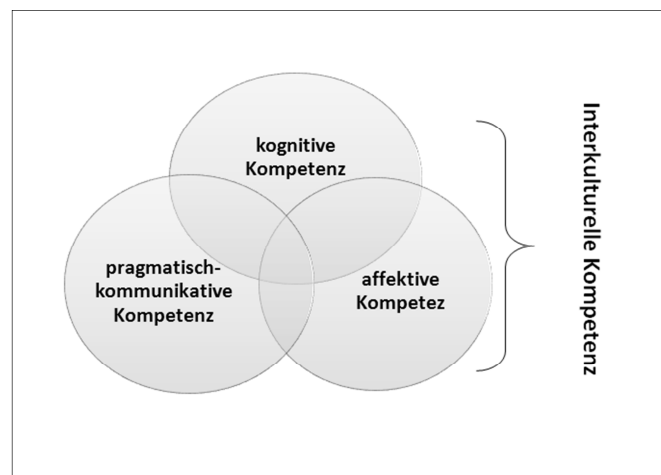 kognitive
Kompetenz
pragmatisch-
kommunikative
Kompetenz
affektive
Kompetez
Interkulturelle Kompetenz